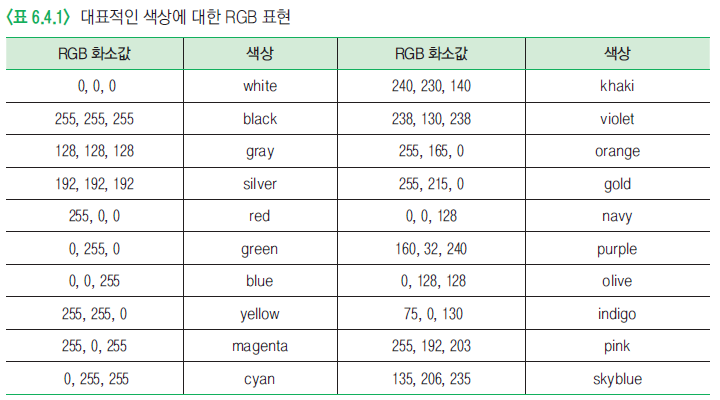 <표 6.4.1> 대표적인 색상에 대한 RGB 표현
RGB 화소값 색상 RGB 화소값 색상
0, 0, 0 white 240, 230, 140 khaki
255, 255, 255 black 238, 130, 238 violet
128, 128, 128 gray 255, 165, 0 orange
192, 192, 192 silver 255, 215, 0 gold
255, 0, 0 red 0, 0, 128 navy
0, 255, 0 green 160, 32, 240 purple
0, 0, 255 blue 0, 128, 128 olive
255, 255, 0 yellow 75, 0, 130 indigo
255, 0, 255 magenta 255, 192, 203 pink
0, 255, 255 cyan 135, 206, 235 skyblue